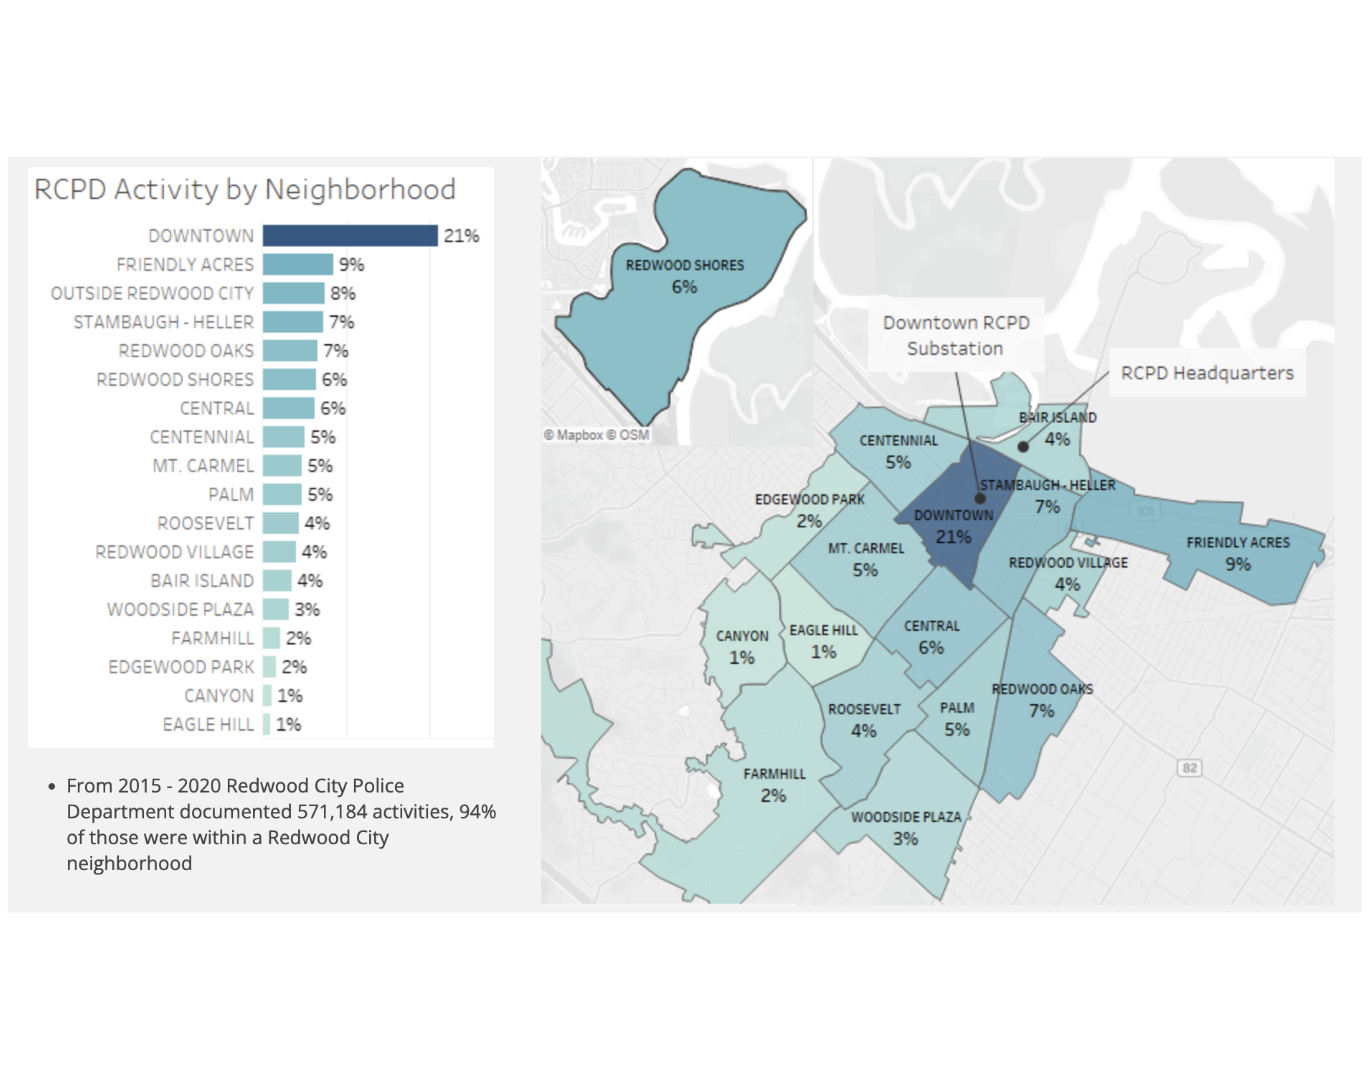 RCPD Activity by Neighborhood
DOWNTOWN 21%
FRIENDLY ACRES 9%
OUTSIDE REDWOOD CITY 8%
STAMBAUGH - HELLER 7%
REDWOOD OAKS 7%
REDWOOD SHORES 6%
CENTRAL 6%
CENTENNIAL 5%
MT. CARMEL 5%
PALM 5%
ROOSEVELT 4%
REDWOOD VILLAGE 4%
BAIR ISLAND 4%
WOODSIDE PLAZA 3%
FARMHILL 2%
EDGEWOOD PARK 2%
CANYON 1%
EAGLE HILL 1%
• From 2015 - 2020 Redwood City Police
Department documented 571,184 activities, 94%
of those were within a Redwood City
neighborhood
REDWOOD SHORES
6%
© Mapbox © OSM
Downtown RCPD
Substation
RCPD Headquarters
BAIR ISLAND
4%
CENTENNIAL
5%
STAMBAUGH - HELLER
7%
EDGEWOOD PARK
2%
DOWNTOWN
21%
101
FRIENDLY ACRES
9%
MT. CARMEL
5%
REDWOOD VILLAGE
4%
CANYON
1%
EAGLE HILL
1%
CENTRAL
6%
REDWOOD OAKS
7%
ROOSEVELT
4%
PALM
5%
82
FARMHILL
2%
WOODSIDE PLAZA
3%